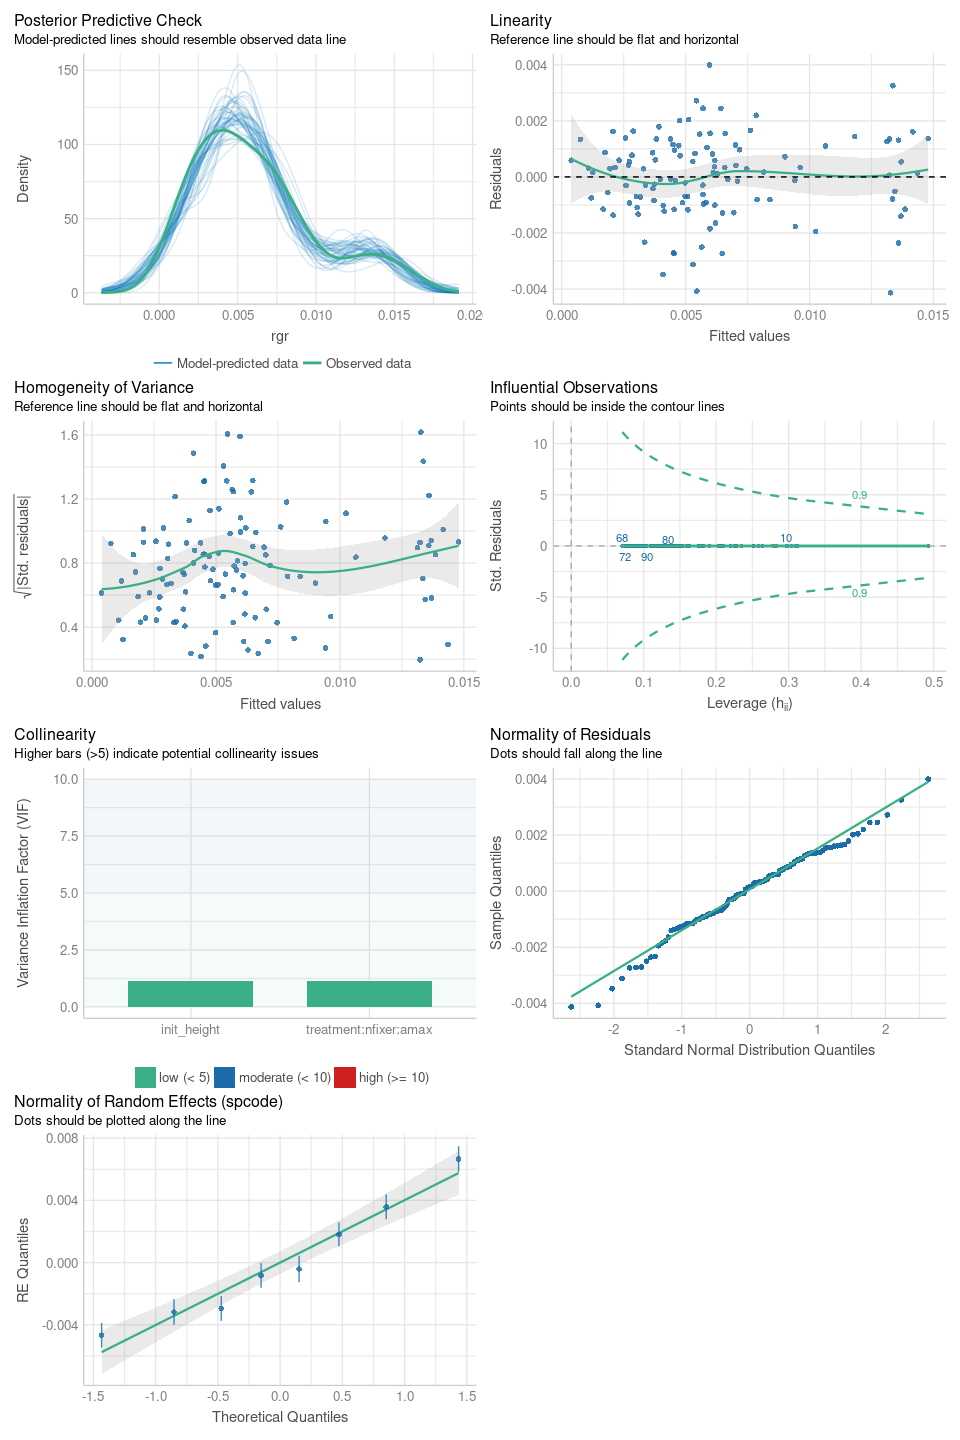 Posterior Predictive Check
Model-predicted lines should resemble observed data line
150
100
50
0
Density
0.000 0.005 0.010 0.015 0.02
rgr
Model-predicted data Observed data
Linearity
Reference line should be flat and horizontal
0.004
0.002
0.000
-0.002
-0.004
Residuals
0.000 0.005 0.010 0.015
Fitted values
Homogeneity of Variance
Reference line should be flat and horizontal
1.6
1.2
0.8
0.4
√|Std. residuals|
0.000 0.005 0.010 0.015
Fitted values
Influential Observations
Points should be inside the contour lines
10
5
0
-5
-10
Std. Residuals
0.9
68 80 10
72 90
0.9
0.0 0.1 0.2 0.3 0.4 0.5
Leverage (hii)
Collinearity
Higher bars (>5) indicate potential collinearity issues
10.0
7.5
5.0
2.5
0.0
Variance Inflation Factor (VIF)
init_height treatment:nfixer:amax
low (< 5) moderate (< 10) high (>= 10)
Normality of Residuals
Dots should fall along the line
0.004
0.002
0.000
-0.002
-0.004
Sample Quantiles
-2 -1 0 1 2
Standard Normal Distribution Quantiles
Normality of Random Effects (spcode)
Dots should be plotted along the line
0.008
0.004
0.000
-0.004
RE Quantiles
-1.5 -1.0 -0.5 0.0 0.5 1.0 1.5
Theoretical Quantiles